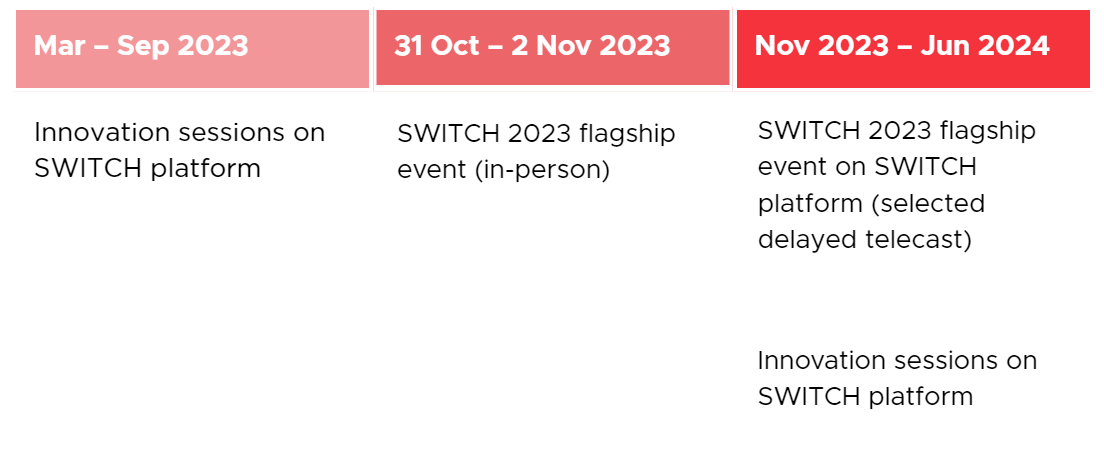 Mar – Sep 2023
31 Oct – 2 Nov 2023
Nov 2023 – Jun 2024
Innovation sessions on
SWITCH platform
SWITCH 2023 flagship
event (in-person)
SWITCH 2023 flagship
event on SWITCH
platform (selected
delayed telecast)
Innovation sessions on
SWITCH platform